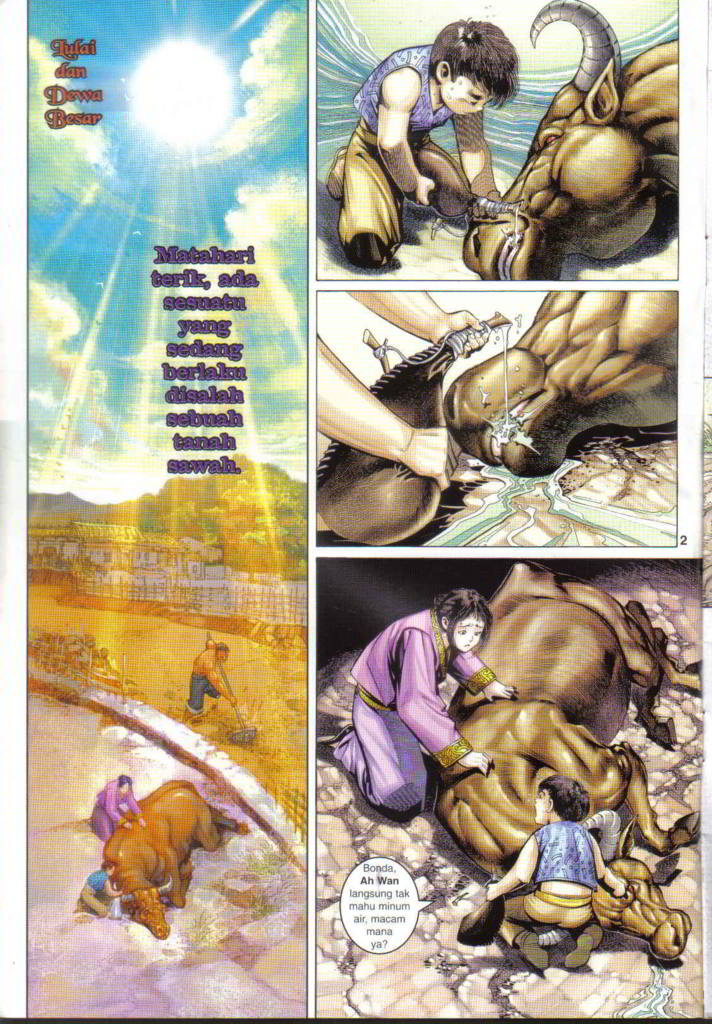 Lulai
dan
Dewa
Besar
Matahari
terik, ada
sesuatu
yang
sedang
berlaku
disalah
sebuah
tanah
sawah.
2
Bonda,
Ah Wan
langsung tak
mahu minum
air, macam
mana
ya?